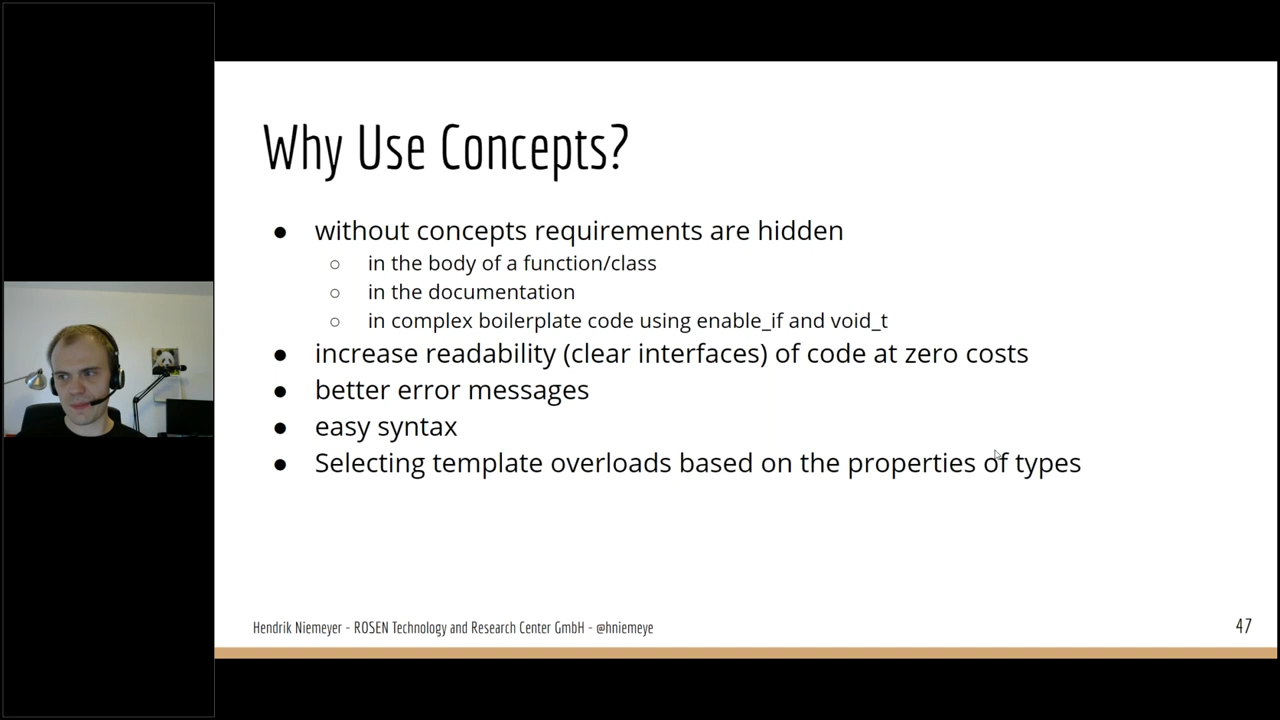 Why Use Concepts?
● without concepts requirements are hidden
○ in the body of a function/class
○ in the documentation
○ in complex boilerplate code using enable_if and void_t
● increase readability (clear interfaces) of code at zero costs
● better error messages
● easy syntax
● Selecting template overloads based on the properties of types
Hendrik Niemeyer - ROSEN Technology and Research Center GmbH - @hniemeye
47